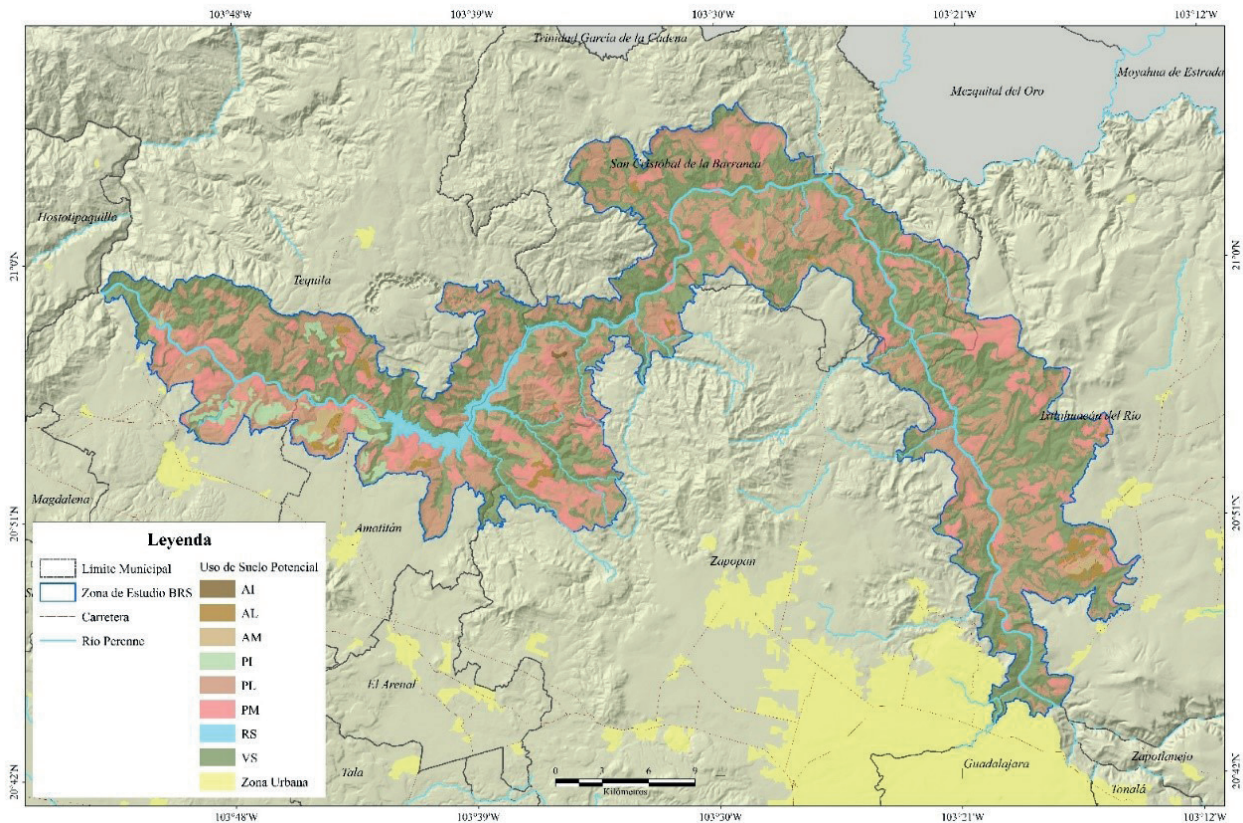 103°48'W 103°39'W 103°30'W 103°21'W 103°12'W
Trinidad García de la Cadena
Moyahua de Estrada
Mezquital del Oro
San Cristóbal de la Barranca
Hostotipaquillo
21°0'N 21°0'N
Tequila
Ixtlahuacán del Río
Magdalena
20°51'N 20°51'N
Amatitán
Zapopan
Leyenda
Límite Municipal
Zona de Estudio BRS
Carretera
Río Perenne
Uso de Suelo Potencial
AI
AL
AM
PI
PL
PM
RS
VS
Zona Urbana
El Arenal
Tala
0 3 6 9
Kilómetros
Guadalajara
Zapotlanejo
Tonalá
20°42'N 20°42'N
103°48'W 103°39'W 103°30'W 103°21'W 103°12'W